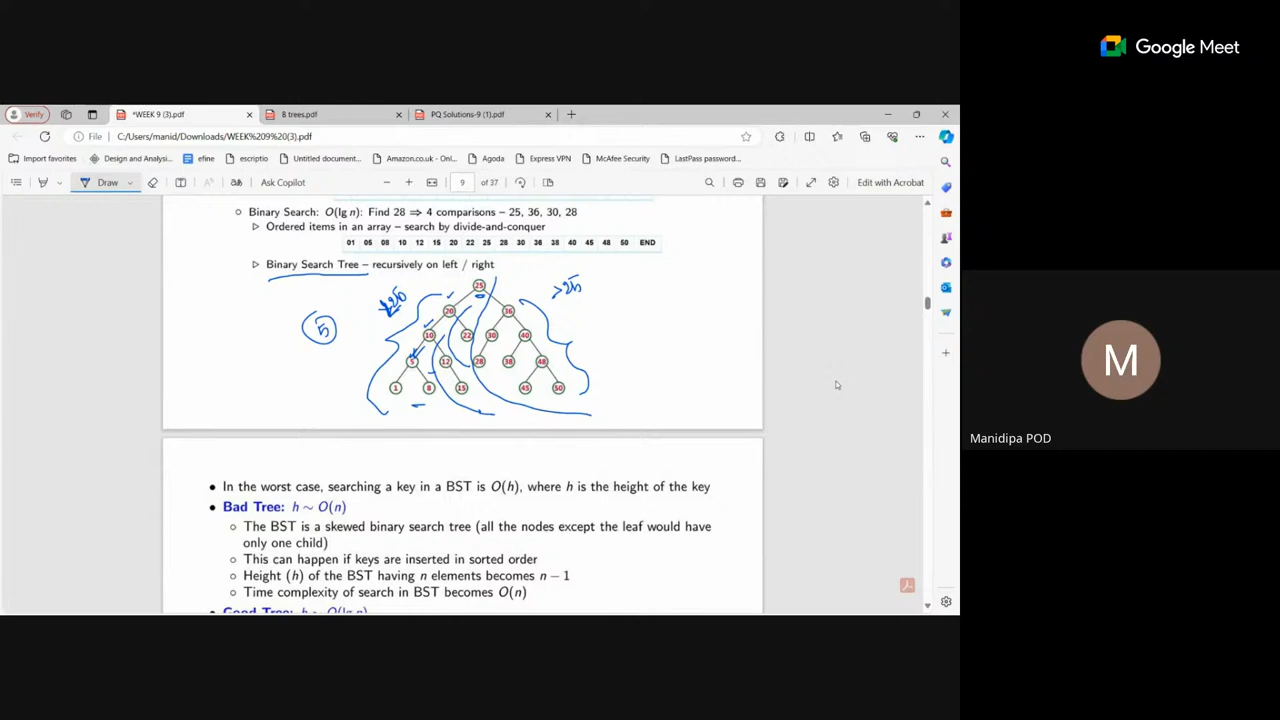 Google Meet
Verify
*WEEK 9 (3).pdf
B trees.pdf
PQ Solutions-9 (1).pdf
File
C:/Users/manid/Downloads/WEEK%209%20(3).pdf
Import favorites
Design and Analysi...
efine
escriptio
Untitled document...
Amazon.co.uk - Onl...
Agoda
Express VPN
McAfee Security
LastPass password...
Draw
Ask Copilot
9 of 37
Edit with Acrobat
Binary Search: O(lg n): Find 28 ⇒ 4 comparisons – 25, 36, 30, 28
Ordered items in an array – search by divide-and-conquer
01 05 08 10 12 15 20 22 25 28 30 36 38 40 45 48 50 END
Binary Search Tree – recursively on left / right
25
>25
20 36
5
10 22 30 40
5 12 28 38 48
1 8 15 45 50
M
Manidipa POD
• In the worst case, searching a key in a BST is O(h), where h is the height of the key
• Bad Tree: h ∼ O(n)
The BST is a skewed binary search tree (all the nodes except the leaf would have
only one child)
This can happen if keys are inserted in sorted order
Height (h) of the BST having n elements becomes n − 1
Time complexity of search in BST becomes O(n)
• Good Tree: h ∼ O(lg n)